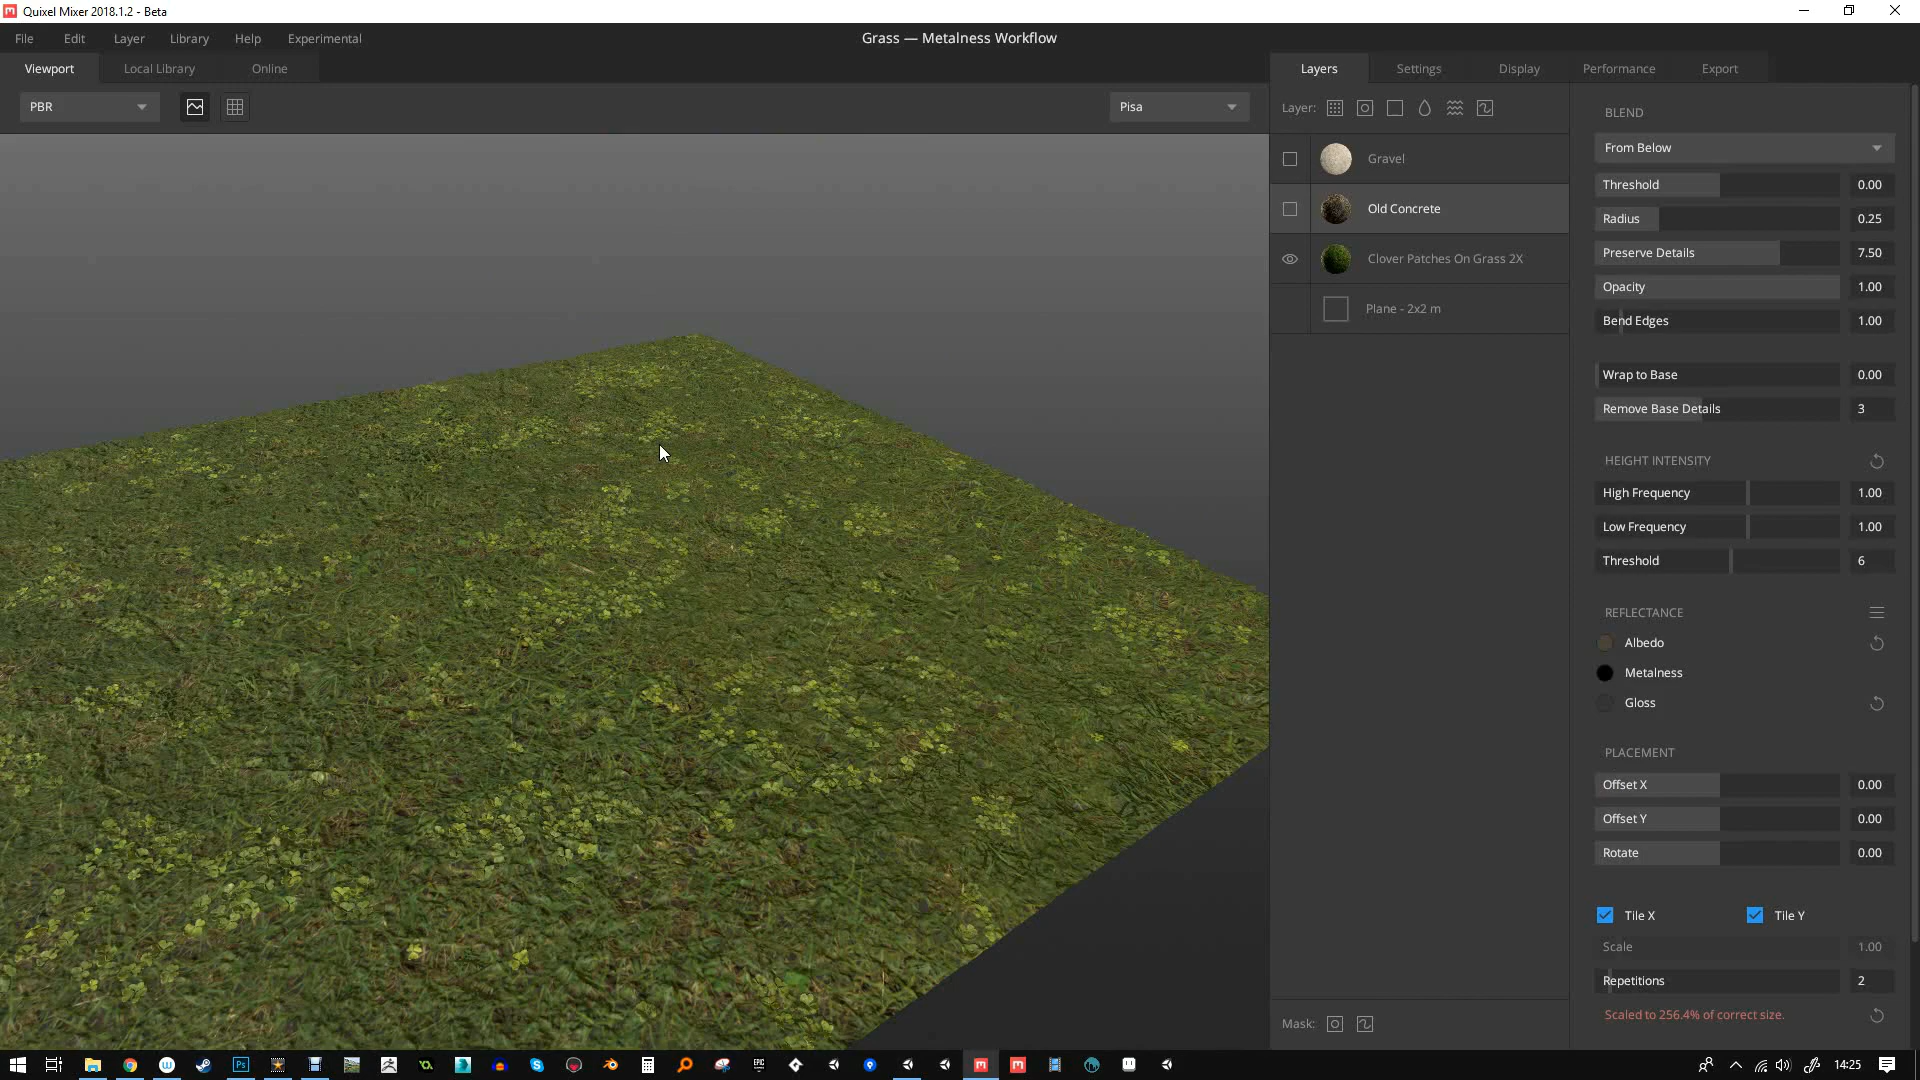 Quixel Mixer 2018.1.2 - Beta
File Edit Layer Library Help Experimental
Grass — Metalness Workflow
Viewport Local Library Online
Layers Settings Display Performance Export
PBR
Pisa
Layer:
Gravel
Old Concrete
Clover Patches On Grass 2X
Plane - 2x2 m
Mask:
BLEND
From Below
Threshold 0.00
Radius 0.25
Preserve Details 7.50
Opacity 1.00
Bend Edges 1.00
Wrap to Base 0.00
Remove Base Details 3
HEIGHT INTENSITY
High Frequency 1.00
Low Frequency 1.00
Threshold 6
REFLECTANCE
Albedo
Metalness
Gloss
PLACEMENT
Offset X 0.00
Offset Y 0.00
Rotate 0.00
Tile X Tile Y
Scale 1.00
Repetitions 2
Scaled to 256.4% of correct size.
Ps
EPIC
14:25